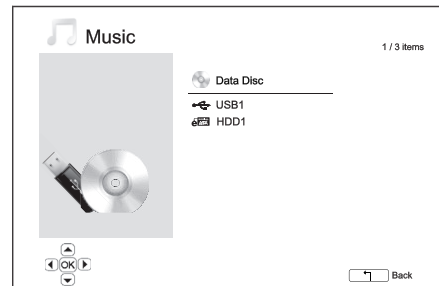 Music
1 / 3 items
Data Disc
USB1
HDD1
OK
Back